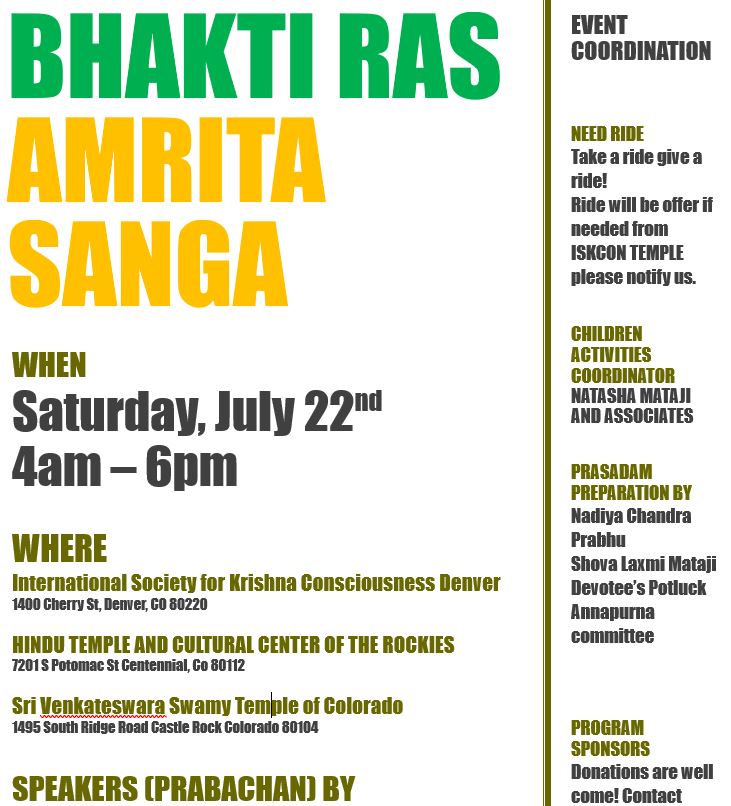 BHAKTI RAS
AMRITA
SANGA
WHEN
Saturday, July 22nd
4am – 6pm
WHERE
International Society for Krishna Consciousness Denver
1400 Cherry St, Denver, CO 80220
HINDU TEMPLE AND CULTURAL CENTER OF THE ROCKIES
7201 S Potomac St Centennial, Co 80112
Sri Venkateswara Swamy Temple of Colorado
1495 South Ridge Road Castle Rock Colorado 80104
SPEAKERS (PRABACHAN) BY
EVENT
COORDINATION
NEED RIDE
Take a ride give a
ride!
Ride will be offer if
needed from
ISKCON TEMPLE
please notify us.
CHILDREN
ACTIVITIES
COORDINATOR
NATASHA MATAJI
AND ASSOCIATES
PRASADAM
PREPARATION BY
Nadiya Chandra
Prabhu
Shova Laxmi Mataji
Devotee’s Potluck
Annapurna
committee
PROGRAM
SPONSORS
Donations are well
come! Contact